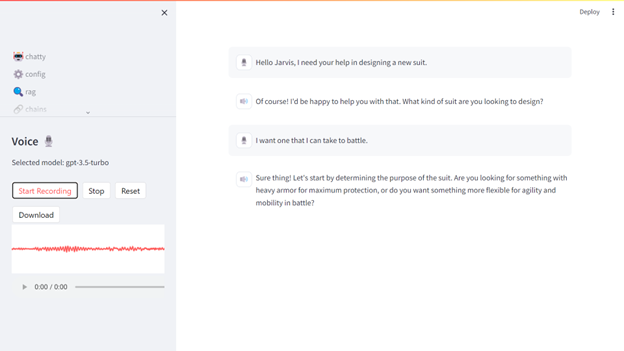 Deploy
chatty
config
rag
chains
Voice
Selected model: gpt-3.5-turbo
Start Recording
Stop
Reset
Download
0:00 / 0:00
Hello Jarvis, I need your help in designing a new suit.
Of course! I'd be happy to help you with that. What kind of suit are you looking to design?
I want one that I can take to battle.
Sure thing! Let's start by determining the purpose of the suit. Are you looking for something with
heavy armor for maximum protection, or do you want something more flexible for agility and
mobility in battle?